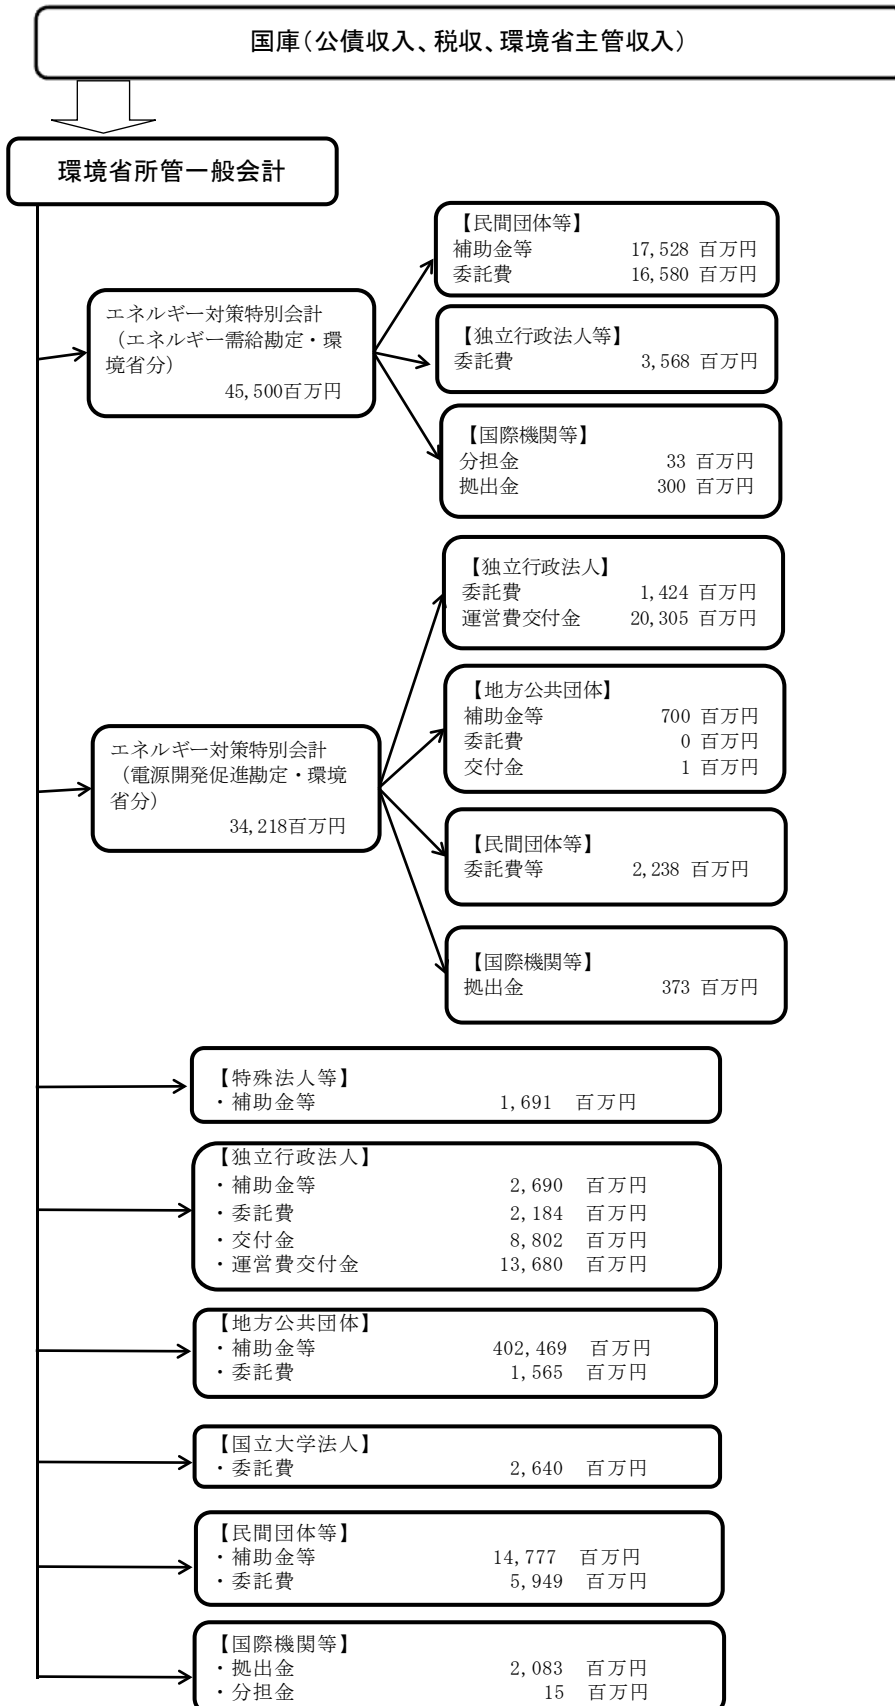 国庫（公債収入、税収、環境省主管収入）
環境省所管一般会計
【民間団体等】
補助金等 17,528 百万円
委託費 16,580 百万円
エネルギー対策特別会計
（エネルギー需給勘定・環
境省分）
45,500百万円
【独立行政法人等】
委託費 3,568 百万円
【国際機関等】
分担金 33 百万円
拠出金 300 百万円
【独立行政法人】
委託費 1,424 百万円
運営費交付金 20,305 百万円
【地方公共団体】
補助金等 700 百万円
委託費 0 百万円
交付金 1 百万円
エネルギー対策特別会計
（電源開発促進勘定・環境
省分）
34,218百万円
【民間団体等】
委託費等 2,238 百万円
【国際機関等】
拠出金 373 百万円
【特殊法人等】
・補助金等 1,691 百万円
【独立行政法人】
・補助金等 2,690 百万円
・委託費 2,184 百万円
・交付金 8,802 百万円
・運営費交付金 13,680 百万円
【地方公共団体】
・補助金等 402,469 百万円
・委託費 1,565 百万円
【国立大学法人】
・委託費 2,640 百万円
【民間団体等】
・補助金等 14,777 百万円
・委託費 5,949 百万円
【国際機関等】
・拠出金 2,083 百万円
・分担金 15 百万円